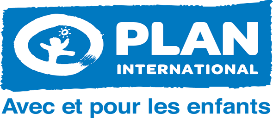 PLAN
INTERNATIONAL
Avec et pour les enfants